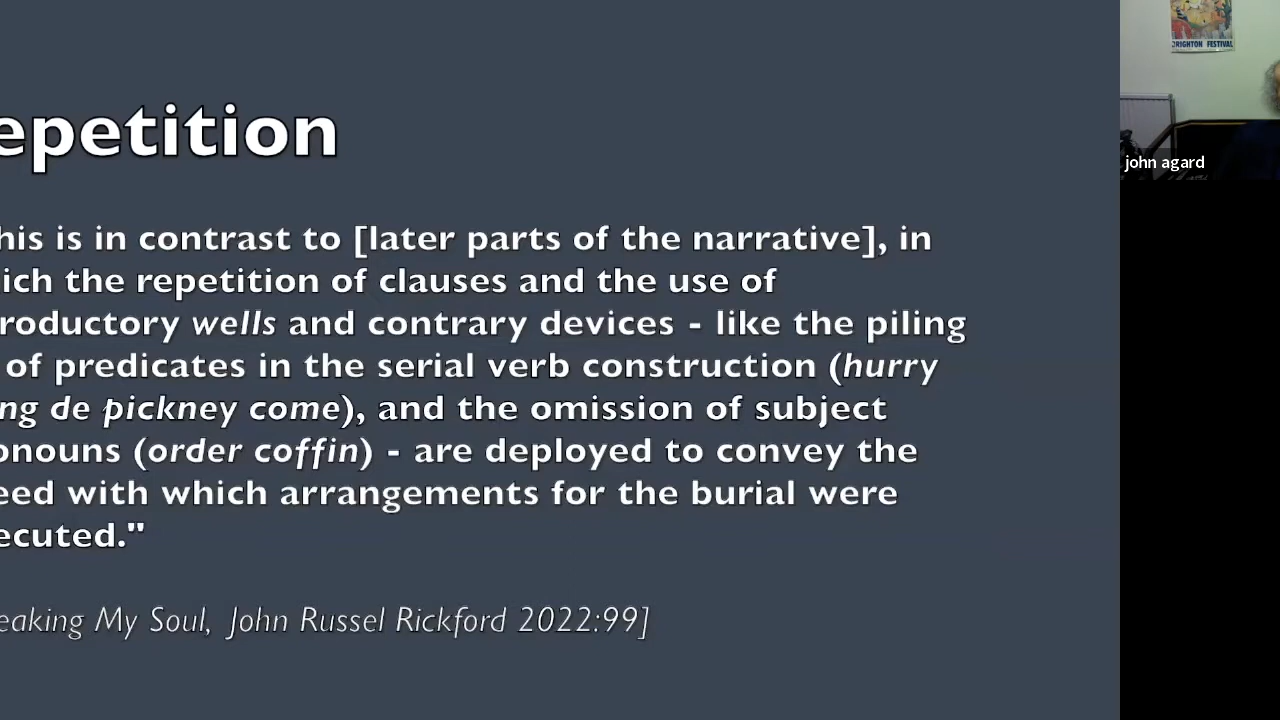 epetition
his is in contrast to [later parts of the narrative], in
ich the repetition of clauses and the use of
roductory wells and contrary devices - like the piling
of predicates in the serial verb construction (hurry
ng de pickney come), and the omission of subject
onouns (order coffin) - are deployed to convey the
eed with which arrangements for the burial were
ecuted."
eaking My Soul, John Russel Rickford 2022:99]
RIGHTON FESTIVAL
john agard